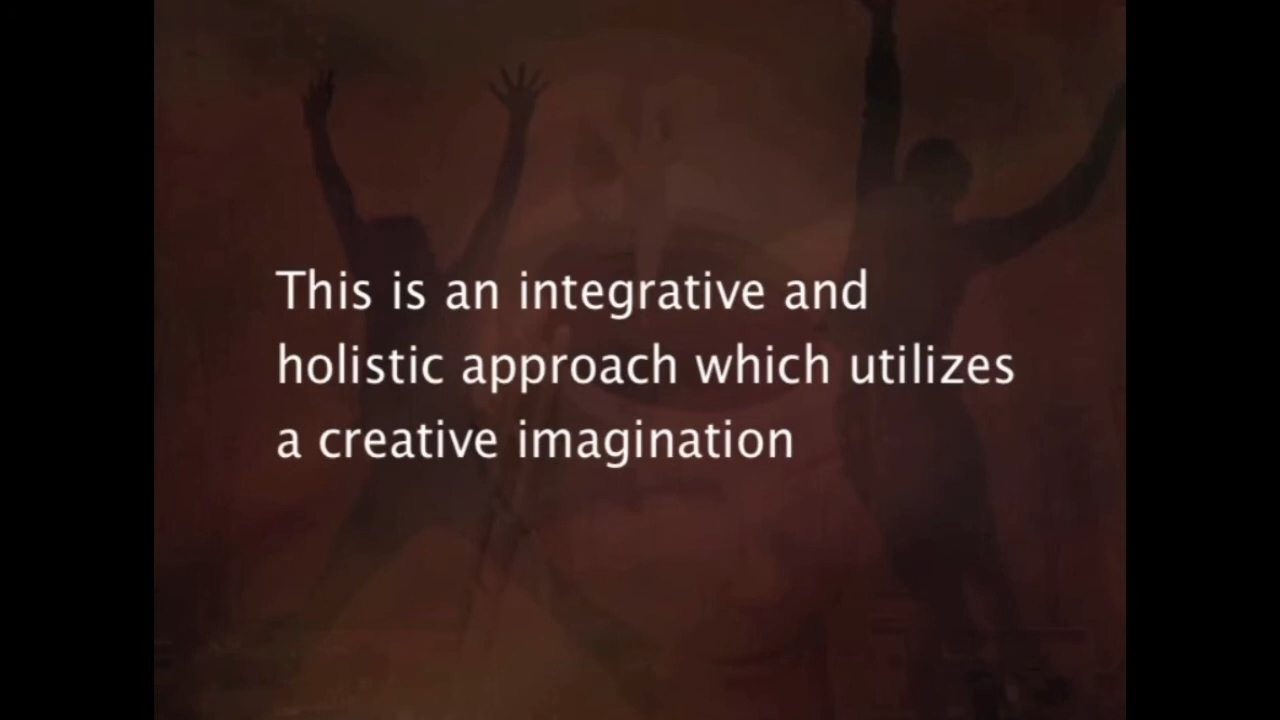 This is an integrative and
holistic approach which utilizes
a creative imagination